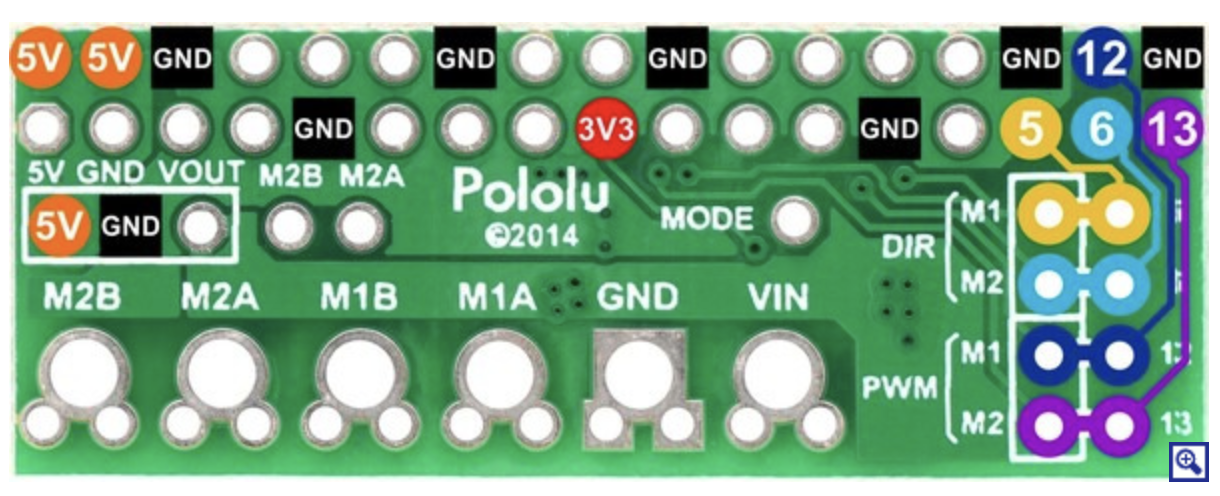 5V 5V GND GND GND GND 12 GND
GND 3V3 GND 5 6 13
5V GND VOUT M2B M2A
5V GND
Pololu
©2014
MODE
DIR
M1
M2
M2B M2A M1B M1A GND VIN
PWM
M1 12
M2 13